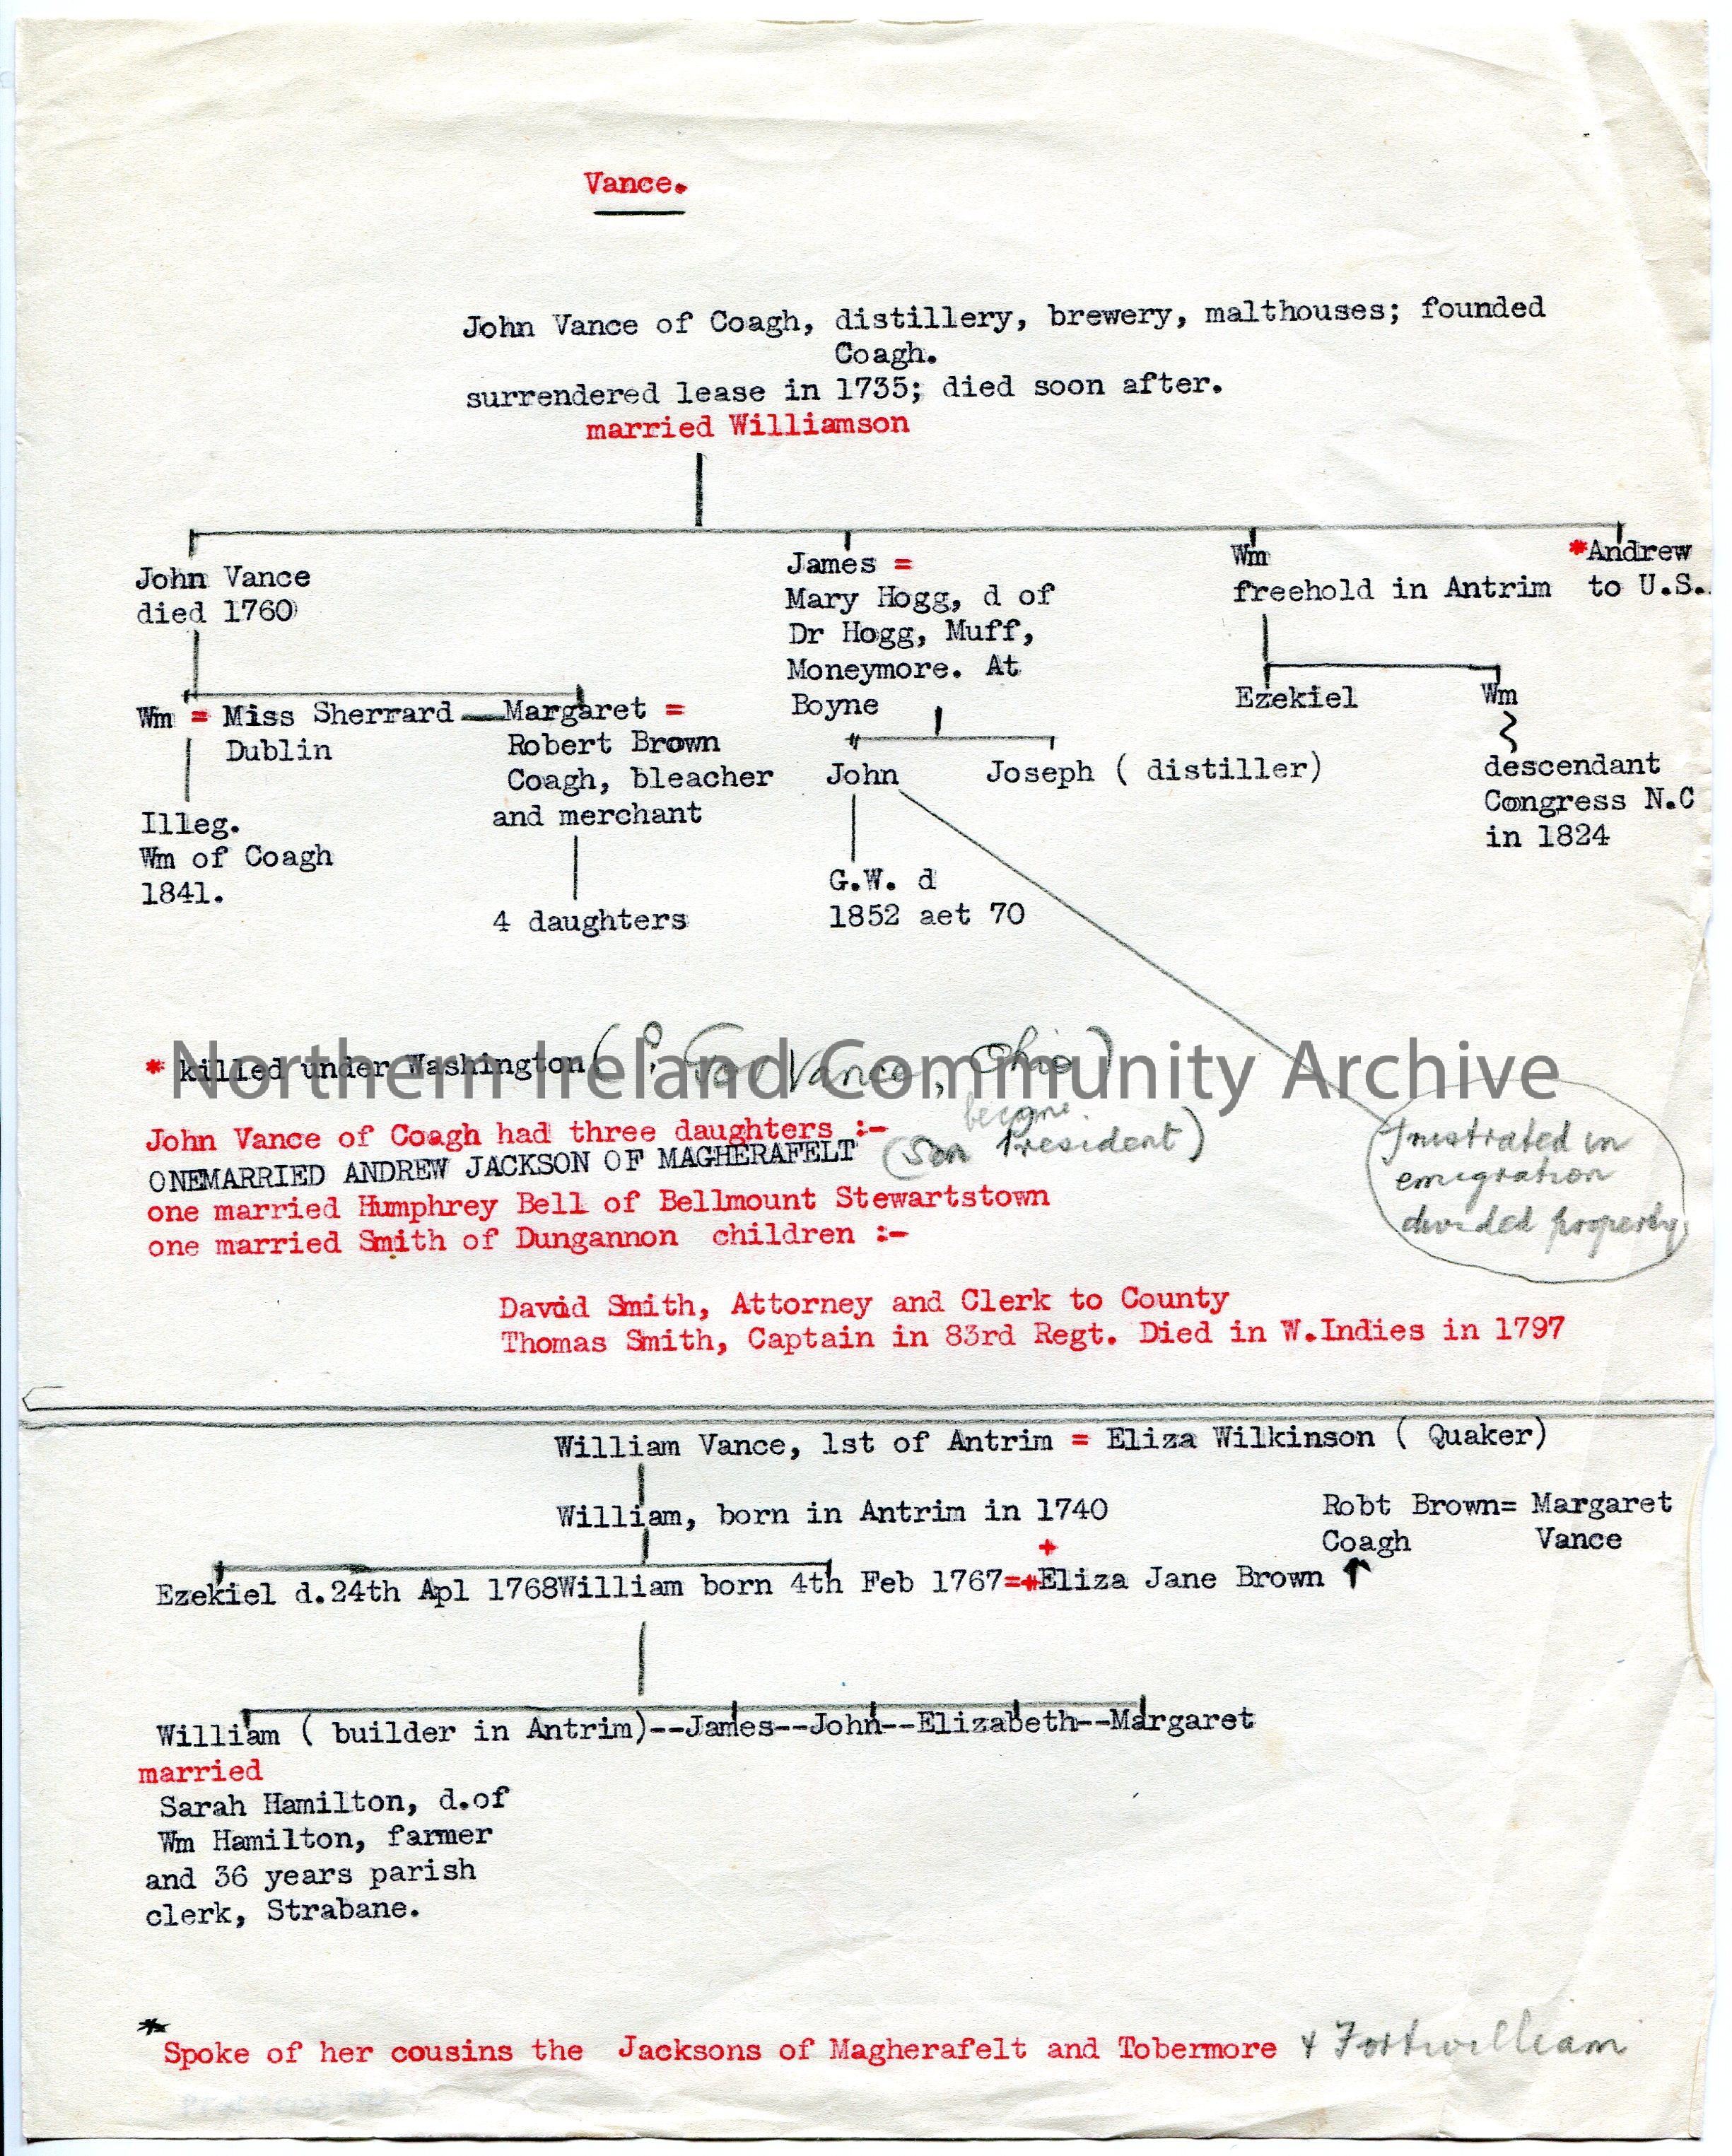 Vance.
John Vance of Coagh, distillery, brewery, malthouses; founded
Coagh.
surrendered lease in 1735; died soon after.
married Williamson
John Vance
died 1760
James =
Mary Hogg, d of
Dr Hogg, Muff,
Moneymore. At
Boyne
Wm
freehold in Antrim
*Andrew
to U.S.
Wm = Miss Sherrard
Dublin
Margaret =
Robert Brown
Coagh, bleacher
and merchant
John
Joseph ( distiller)
Ezekiel
Wm
descendant
Congress N.C
in 1824
Illeg.
Wm of Coagh
1841.
4 daughters
G.W. d
1852 aet 70
* killed under Washington (? Gov Vance, Ohio)
Northern Ireland Community Archive
John Vance of Coagh had three daughters :-
became
ONEMARRIED ANDREW JACKSON OF MAGHERAFELT (Son President)
one married Humphrey Bell of Bellmount Stewartstown
one married Smith of Dungannon children :-
frustrated in
emigration
divided property
David Smith, Attorney and Clerk to County
Thomas Smith, Captain in 83rd Regt. Died in W.Indies in 1797
William Vance, 1st of Antrim = Eliza Wilkinson ( Quaker)
William, born in Antrim in 1740
Robt Brown= Margaret
Coagh Vance
+
Ezekiel d.24th Apl 1768William born 4th Feb 1767=*Eliza Jane Brown
William ( builder in Antrim)--James--John--Elizabeth--Margaret
married
Sarah Hamilton, d.of
Wm Hamilton, farmer
and 36 years parish
clerk, Strabane.
*
Spoke of her cousins the Jacksons of Magherafelt and Tobermore + Fortwilliam